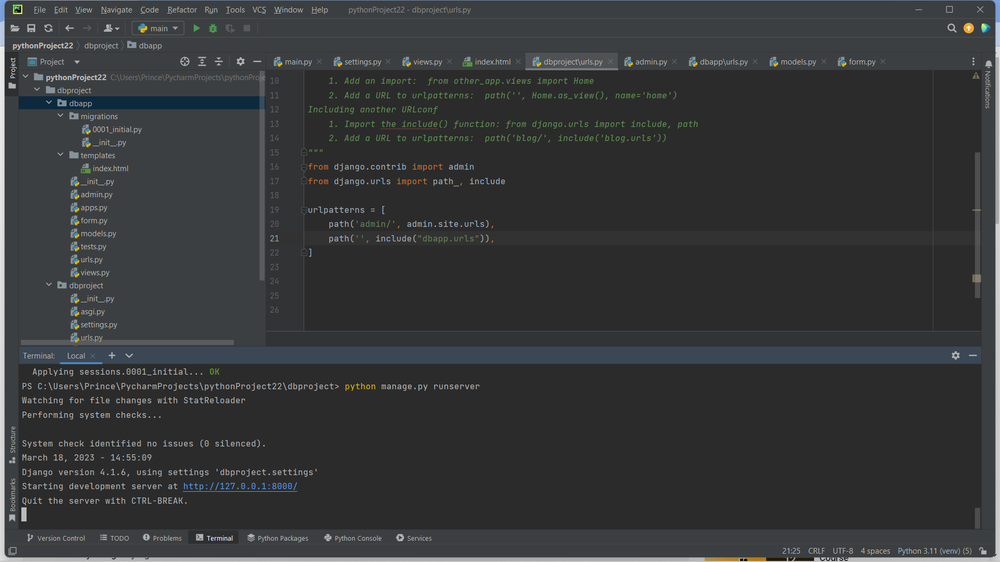 File Edit View Navigate Code Refactor Run Tools VCS Window Help pythonProject22 - dbproject\urls.py
main
pythonProject22 dbproject dbapp
Project
main.py settings.py views.py index.html dbproject\urls.py admin.py dbapp\urls.py models.py form.py
Project
Notifications
pythonProject22 C:\Users\Prince\PycharmProjects\pythonProje
dbproject
dbapp
migrations
0001_initial.py
__init__.py
templates
index.html
__init__.py
admin.py
apps.py
form.py
models.py
tests.py
urls.py
views.py
dbproject
__init__.py
asgi.py
settings.py
urls.py
10 1. Add an import:  from other_app.views import Home
11 2. Add a URL to urlpatterns:  path('', Home.as_view(), name='home')
12 Including another URLconf
13 1. Import the include() function: from django.urls import include, path
14 2. Add a URL to urlpatterns:  path('blog/', include('blog.urls'))
15 """
16 from django.contrib import admin
17 from django.urls import path , include
18
19 urlpatterns = [
20 path('admin/', admin.site.urls),
21 path('', include("dbapp.urls")),
22 ]
23
24
25
26
Terminal: Local
Applying sessions.0001_initial... OK
PS C:\Users\Prince\PycharmProjects\pythonProject22\dbproject> python manage.py runserver
Watching for file changes with StatReloader
Performing system checks...
System check identified no issues (0 silenced).
March 18, 2023 - 14:55:09
Django version 4.1.6, using settings 'dbproject.settings'
Starting development server at http://127.0.0.1:8000/
Quit the server with CTRL-BREAK.
Structure
Bookmarks
Version Control TODO Problems Terminal Python Packages Python Console Services
21:25 CRLF UTF-8 4 spaces Python 3.11 (venv) (5)
Course